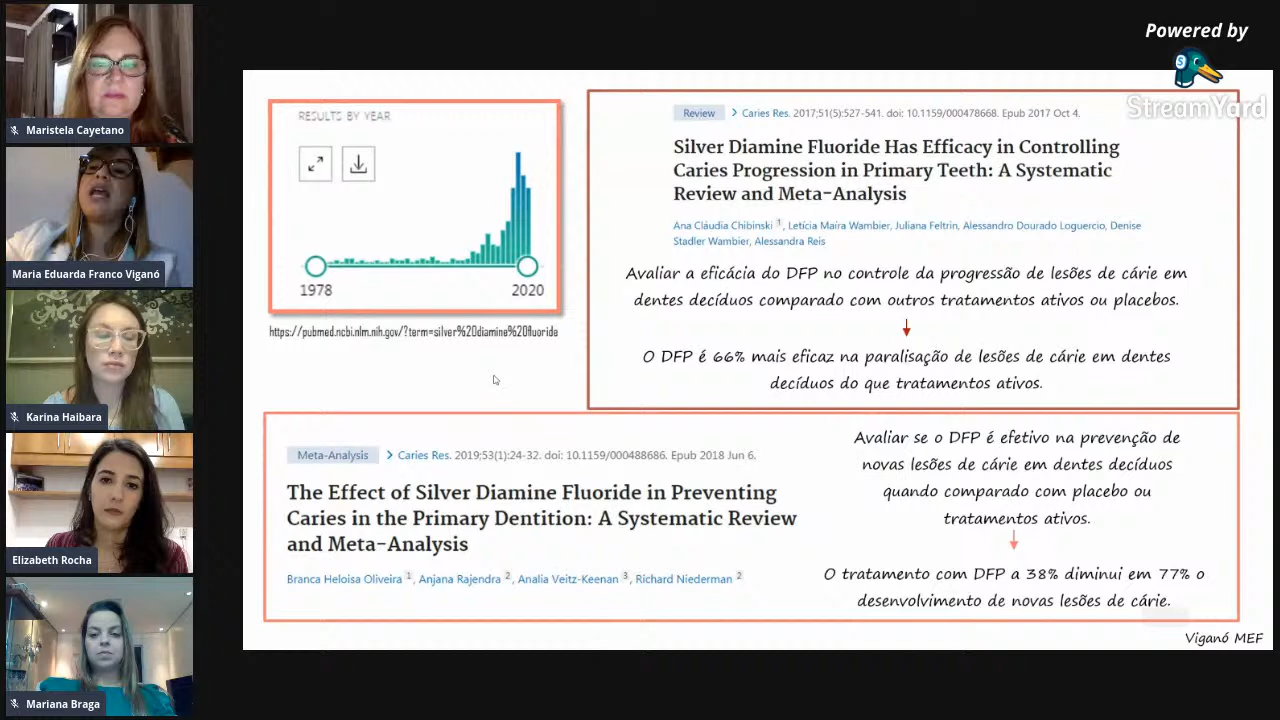 Powered by
StreamYard
Maristela Cayetano
Maria Eduarda Franco Viganó
Karina Haibara
Elizabeth Rocha
Mariana Braga
RESULTS BY YEAR
1978
2020
https://pubmed.ncbi.nlm.nih.gov/?term=silver%20diamine%20fluoride
Review
Caries Res. 2017;51(5):527-541. doi: 10.1159/000478668. Epub 2017 Oct 4.
Silver Diamine Fluoride Has Efficacy in Controlling
Caries Progression in Primary Teeth: A Systematic
Review and Meta-Analysis
Ana Cláudia Chibinski 1, Letícia Maíra Wambier, Juliana Feltrin, Alessandro Dourado Loguercio, Denise
Stadler Wambier, Alessandra Reis
Avaliar a eficácia do DFP no controle da progressão de lesões de cárie em
dentes decíduos comparado com outros tratamentos ativos ou placebos.
O DFP é 66% mais eficaz na paralisação de lesões de cárie em dentes
decíduos do que tratamentos ativos.
Meta-Analysis
Caries Res. 2019;53(1):24-32. doi: 10.1159/000488686. Epub 2018 Jun 6.
The Effect of Silver Diamine Fluoride in Preventing
Caries in the Primary Dentition: A Systematic Review
and Meta-Analysis
Branca Heloisa Oliveira 1, Anjana Rajendra 2, Analia Veitz-Keenan 3, Richard Niederman 2
Avaliar se o DFP é efetivo na prevenção de
novas lesões de cárie em dentes decíduos
quando comparado com placebo ou
tratamentos ativos.
O tratamento com DFP a 38% diminui em 77% o
desenvolvimento de novas lesões de cárie.
Viganó MEF